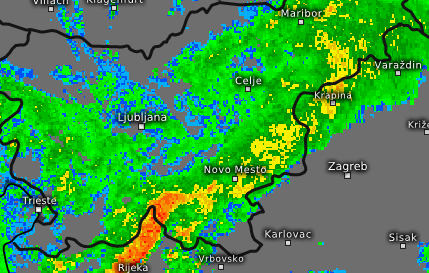 Villach
Klagenfurt
Maribor
Varaždin
Celje
Krapina
Ljubljana
Križe
Zagreb
Novo Mesto
Trieste
Karlovac
Sisak
Vrbovsko
Rijeka